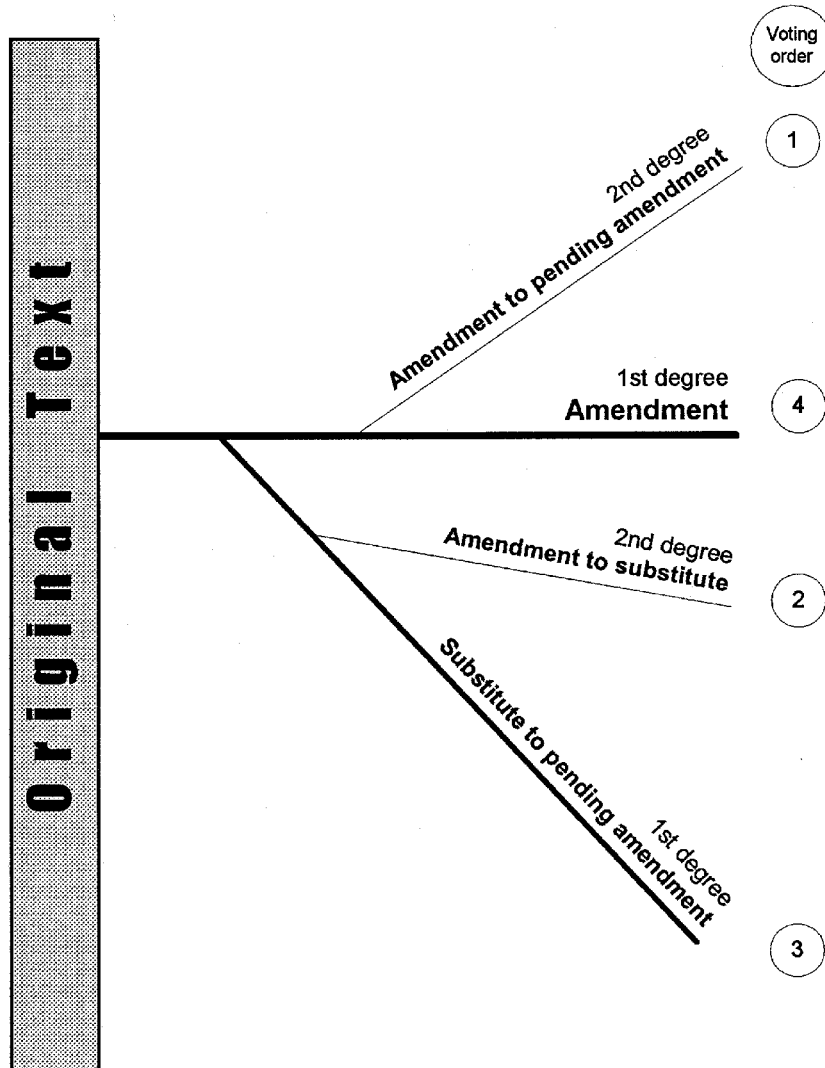 Voting
order
1
2nd degree
Amendment to pending amendment
1st degree
Amendment
4
2nd degree
Amendment to substitute
2
Substitute to pending amendment
1st degree
3
Original Text